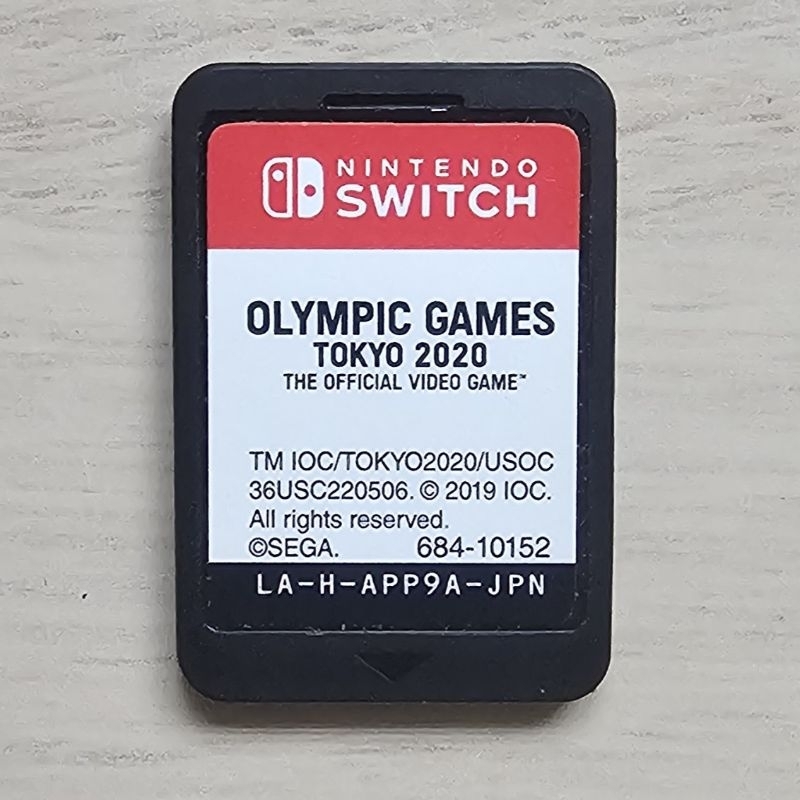 NINTENDO
SWITCH
OLYMPIC GAMES
TOKYO 2020
THE OFFICIAL VIDEO GAME™
TM IOC/TOKYO2020/USOC
36USC220506. © 2019 IOC.
All rights reserved.
©SEGA. 684-10152
LA-H-APP9A-JPN